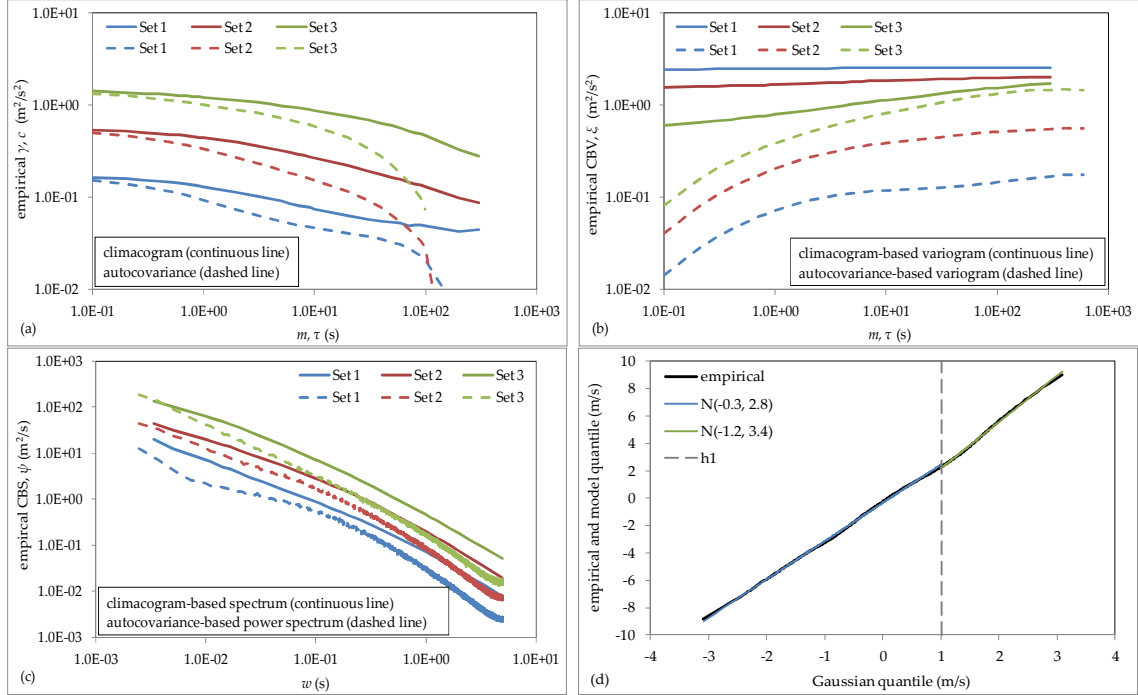 Set 1 Set 2 Set 3
Set 1 Set 2 Set 3
empirical γ, c (m²/s²)
1.0E+1
1.0E+0
1.0E-01
1.0E-02
climacogram (continuous line)
autocovariance (dashed line)
1.0E-01 1.0E+00 1.0E+01 1.0E+02 1.0E+03
(a)
m, τ (s)
Set 1 Set 2 Set 3
Set 1 Set 2 Set 3
empirical CBV, ξ (m²/s²)
1.0E+1
1.0E+0
1.0E-01
1.0E-02
climacogram-based variogram (continuous line)
autocovariance-based variogram (dashed line)
1.0E-01 1.0E+00 1.0E+01 1.0E+02 1.0E+03
(b)
m, τ (s)
Set 1 Set 2 Set 3
Set 1 Set 2 Set 3
empircal CBS, ψ (m²/s)
1.0E+03
1.0E+02
1.0E+01
1.0E+00
1.0E-01
1.0E-02
1.0E-03
climacogram-based spectrum (continuous line)
autocovariance-based power spectrum (dashed line)
1.0E-03 1.0E-02 1.0E-01 1.0E+00 1.0E+01
(c)
w (s)
empirical
N(-0.3, 2.8)
N(-1.2, 3.4)
h1
empirical and model quantile (m/s)
10
8
6
4
2
0
-2
-4
-6
-8
-10
-4 -3 -2 -1 0 1 2 3 4
Gaussian quantile (m/s)
(d)